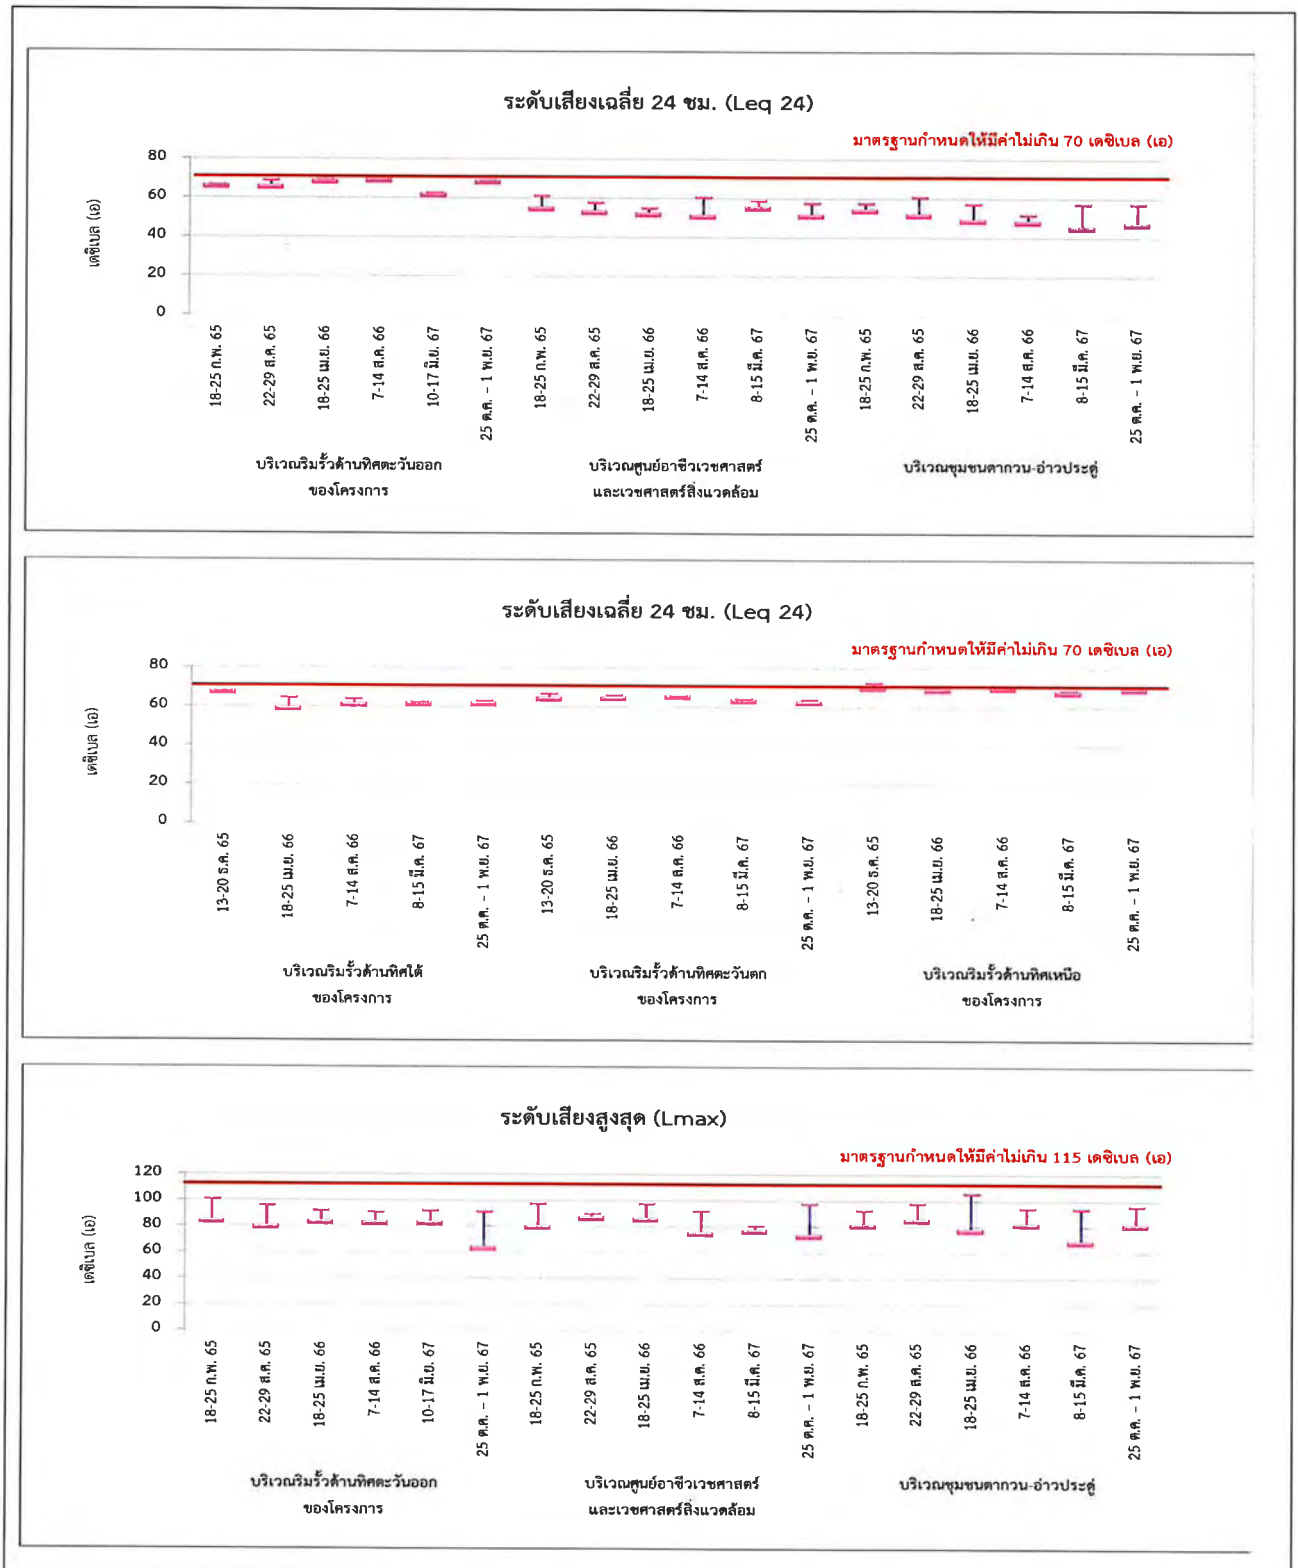 ระดับเสียงเฉลี่ย 24 ชม. (Leq 24)
มาตรฐานกำหนดให้มีค่าไม่เกิน 70 เดซิเบล (เอ)
เดซิเบล (เอ)
80
60
40
20
0
18-25 ก.พ. 65
22-29 ส.ค. 65
18-25 เม.ย. 66
7-14 ส.ค. 66
10-17 มิ.ย. 67
25 ต.ค. - 1 พ.ย. 67
18-25 ก.พ. 65
22-29 ส.ค. 65
18-25 เม.ย. 66
7-14 ส.ค. 66
8-15 มี.ค. 67
25 ต.ค. - 1 พ.ย. 67
18-25 ก.พ. 65
22-29 ส.ค. 65
18-25 เม.ย. 66
7-14 ส.ค. 66
8-15 มี.ค. 67
25 ต.ค. - 1 พ.ย. 67
บริเวณริมรั้วด้านทิศตะวันออก
ของโครงการ
บริเวณศูนย์อาชีวเวชศาสตร์
และเวชศาสตร์สิ่งแวดล้อม
บริเวณชุมชนตากวน-อ่าวประดู่
ระดับเสียงเฉลี่ย 24 ชม. (Leq 24)
มาตรฐานกำหนดให้มีค่าไม่เกิน 70 เดซิเบล (เอ)
เดซิเบล (เอ)
80
60
40
20
0
13-20 ธ.ค. 65
18-25 เม.ย. 66
7-14 ส.ค. 66
8-15 มี.ค. 67
25 ต.ค. - 1 พ.ย. 67
13-20 ธ.ค. 65
18-25 เม.ย. 66
7-14 ส.ค. 66
8-15 มี.ค. 67
25 ต.ค. - 1 พ.ย. 67
13-20 ธ.ค. 65
18-25 เม.ย. 66
7-14 ส.ค. 66
8-15 มี.ค. 67
25 ต.ค. - 1 พ.ย. 67
บริเวณริมรั้วด้านทิศใต้
ของโครงการ
บริเวณริมรั้วด้านทิศตะวันตก
ของโครงการ
บริเวณริมรั้วด้านทิศเหนือ
ของโครงการ
ระดับเสียงสูงสุด (Lmax)
มาตรฐานกำหนดให้มีค่าไม่เกิน 115 เดซิเบล (เอ)
เดซิเบล (เอ)
120
100
80
60
40
20
0
18-25 ก.พ. 65
22-29 ส.ค. 65
18-25 เม.ย. 66
7-14 ส.ค. 66
10-17 มิ.ย. 67
25 ต.ค. - 1 พ.ย. 67
18-25 ก.พ. 65
22-29 ส.ค. 65
18-25 เม.ย. 66
7-14 ส.ค. 66
8-15 มี.ค. 67
25 ต.ค. - 1 พ.ย. 67
18-25 ก.พ. 65
22-29 ส.ค. 65
18-25 เม.ย. 66
7-14 ส.ค. 66
8-15 มี.ค. 67
25 ต.ค. - 1 พ.ย. 67
บริเวณริมรั้วด้านทิศตะวันออก
ของโครงการ
บริเวณศูนย์อาชีวเวชศาสตร์
และเวชศาสตร์สิ่งแวดล้อม
บริเวณชุมชนตากวน-อ่าวประดู่